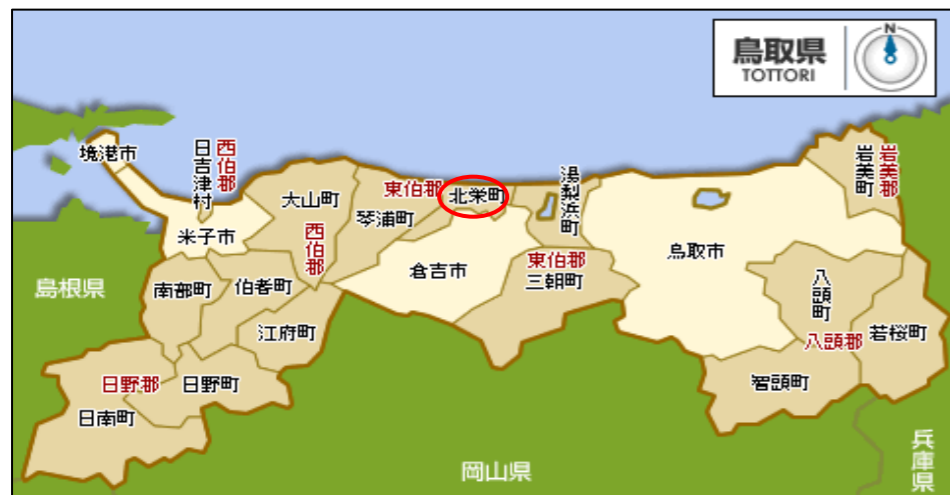 鳥取県
TOTTORI
N
境港市
日吉津村
西伯郡
米子市
大山町
西伯郡
東伯郡
琴浦町
北栄町
湯梨浜町
岩美町
岩美郡
倉吉市
東伯郡
三朝町
鳥取市
八頭町
八頭郡
若桜町
智頭町
島根県
南部町
伯耆町
江府町
日野郡
日野町
日南町
岡山県
兵庫県